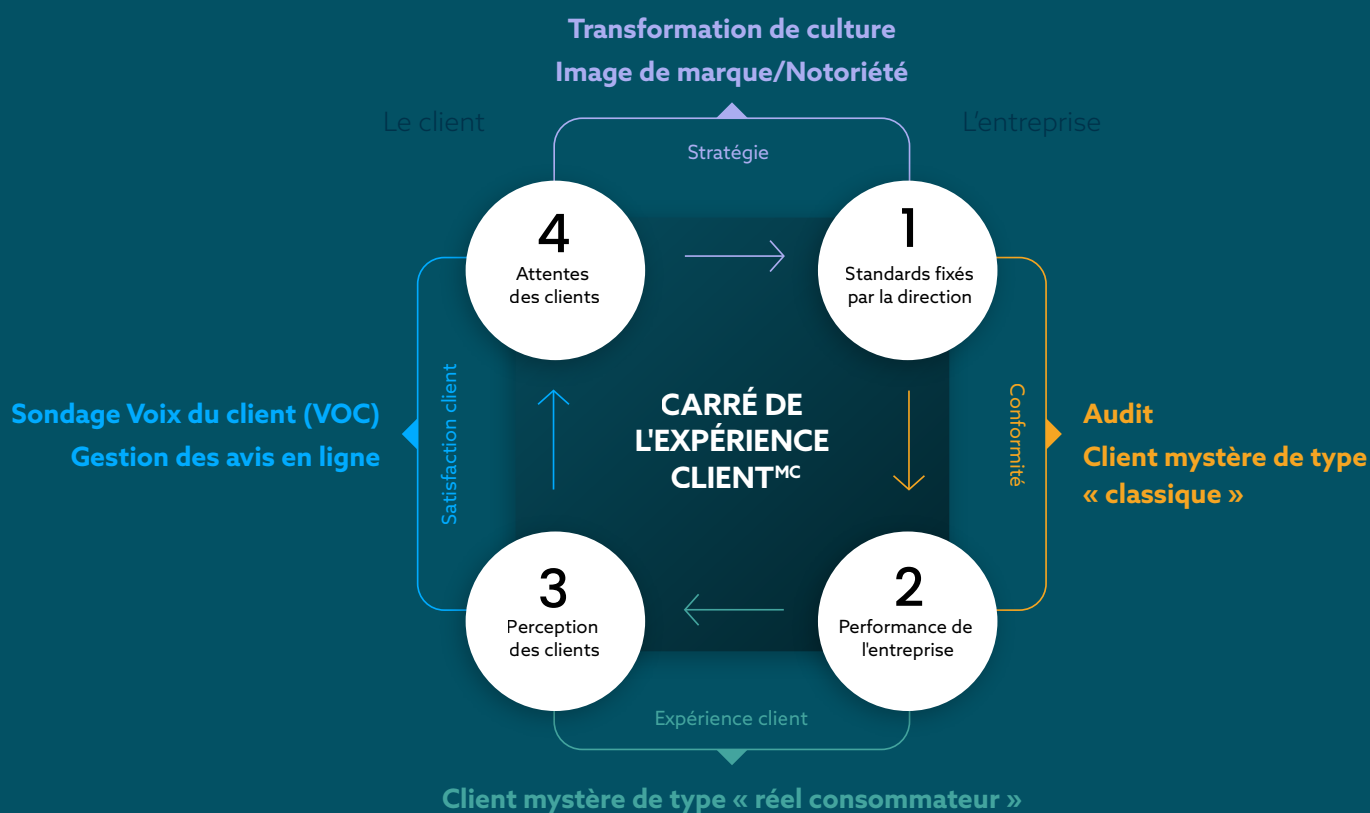 Transformation de culture
Image de marque/Notoriété
Le client
L'entreprise
Stratégie
4
Attentes
des clients
1
Standards fixés
par la direction
Satisfaction client
Sondage Voix du client (VOC)
Gestion des avis en ligne
CARRÉ DE
L'EXPÉRIENCE
CLIENTᴹᶜ
Conformité
Audit
Client mystère de type
« classique »
3
Perception
des clients
2
Performance de
l'entreprise
Expérience client
Client mystère de type « réel consommateur »